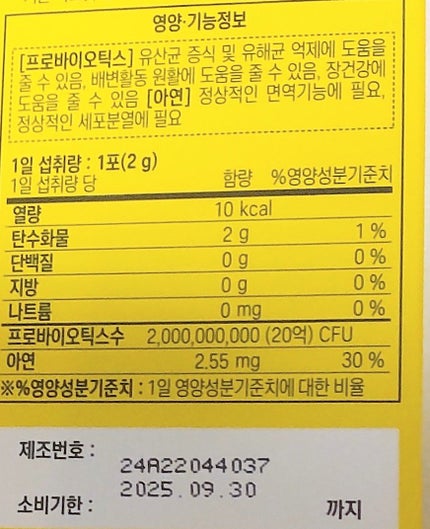 영양·기능정보
[프로바이오틱스] 유산균 증식 및 유해균 억제에 도움을
줄 수 있음, 배변활동 원활에 도움을 줄 수 있음, 장건강에
도움을 줄 수 있음 [아연] 정상적인 면역기능에 필요,
정상적인 세포분열에 필요
1일 섭취량 : 1포(2 g)
1일 섭취량 당 함량 %영양성분기준치
열량 10 kcal
탄수화물 2 g 1 %
단백질 0 g 0 %
지방 0 g 0 %
나트륨 0 mg 0 %
프로바이오틱스수 2,000,000,000 (20억) CFU
아연 2.55 mg 30 %
※%영양성분기준치 : 1일 영양성분기준치에 대한 비율
제조번호 :
24A22044037
2025.09.30
소비기한 : 까지